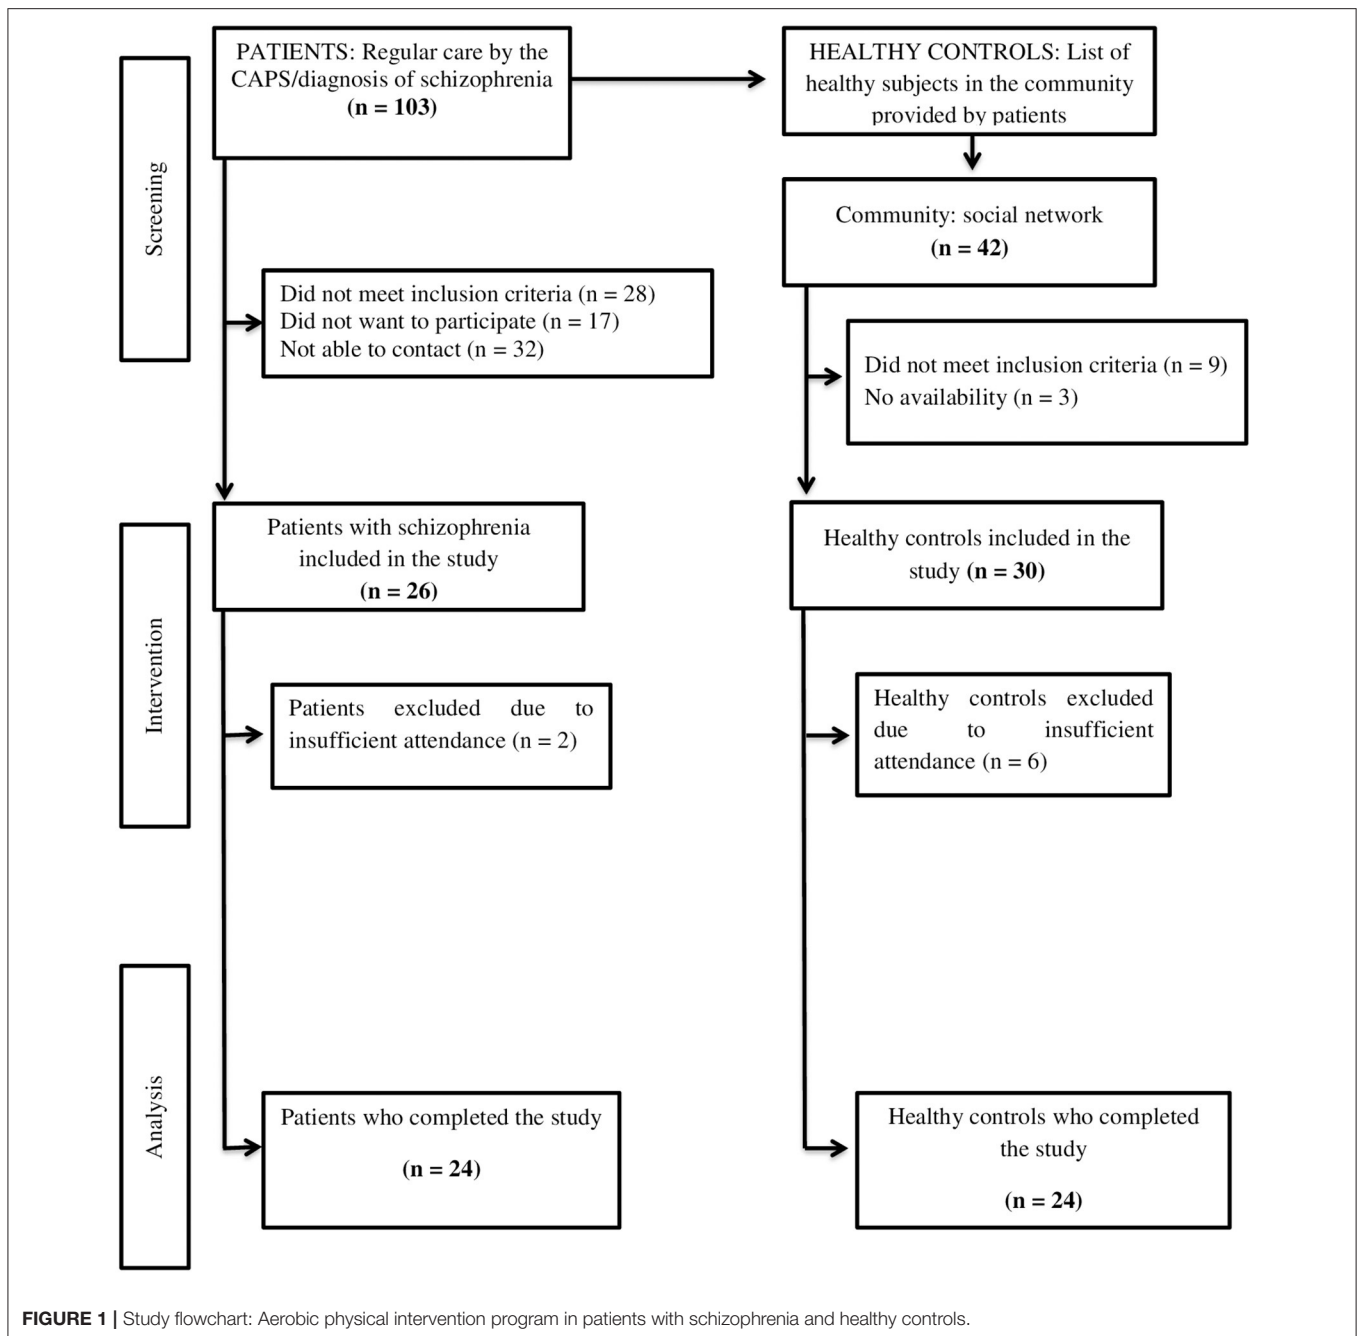 PATIENTS: Regular care by the
CAPS/diagnosis of schizophrenia
(n = 103)
HEALTHY CONTROLS: List of
healthy subjects in the community
provided by patients
Screening
Community: social network
(n = 42)
Did not meet inclusion criteria (n = 28)
Did not want to participate (n = 17)
Not able to contact (n = 32)
Did not meet inclusion criteria (n = 9)
No availability (n = 3)
Patients with schizophrenia
included in the study
(n = 26)
Healthy controls included in the
study (n = 30)
Intervention
Patients excluded due to
insufficient attendance (n = 2)
Healthy controls excluded
due to insufficient
attendance (n = 6)
Analysis
Patients who completed the study
(n = 24)
Healthy controls who completed
the study
(n = 24)
FIGURE 1 | Study flowchart: Aerobic physical intervention program in patients with schizophrenia and healthy controls.